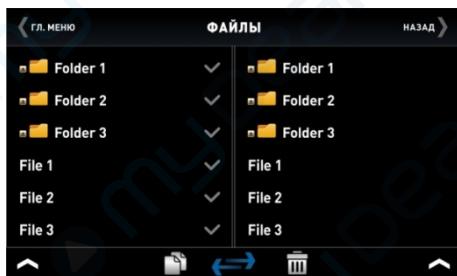 ГЛ. МЕНЮ ФАЙЛЫ НАЗАД
Folder 1 Folder 1
Folder 2 Folder 2
Folder 3 Folder 3
File 1 File 1
File 2 File 2
File 3 File 3